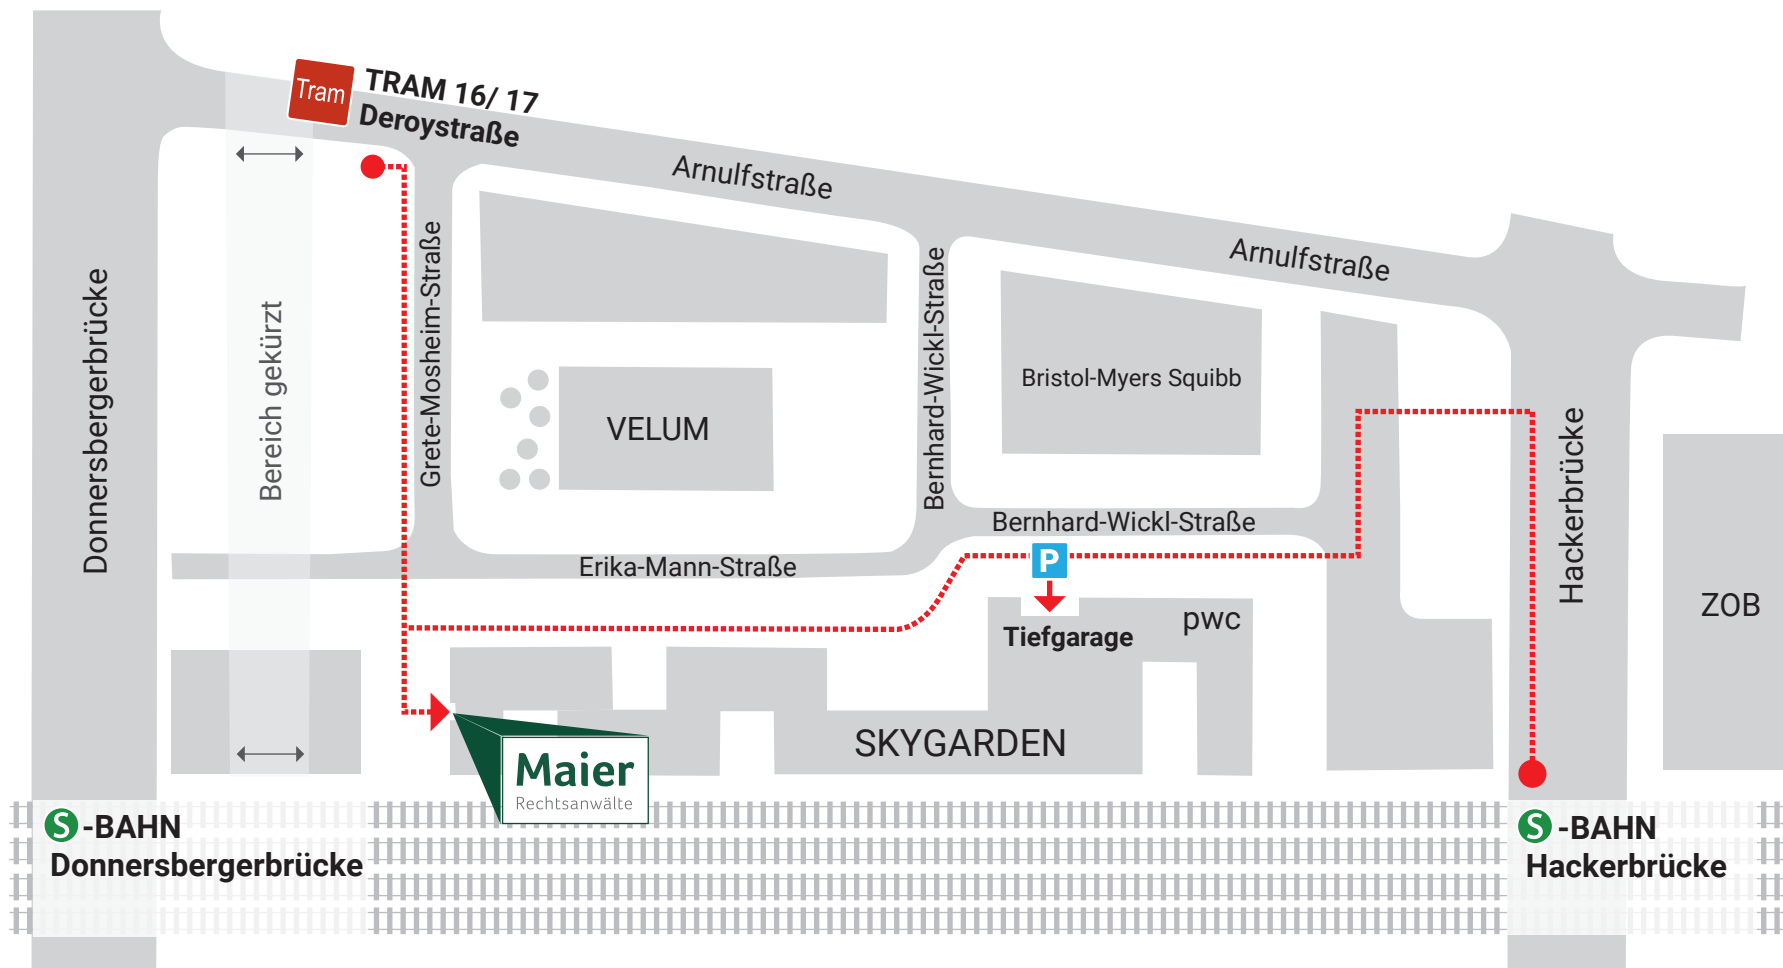 Tram
TRAM 16/ 17
Deroystraße
Arnulfstraße
Arnulfstraße
Donnersbergerbrücke
Bereich gekürzt
Grete-Mosheim-Straße
Bernhard-Wickl-Straße
Bristol-Myers Squibb
VELUM
Hackerbrücke
Bernhard-Wickl-Straße
P
Erika-Mann-Straße
ZOB
pwc
Tiefgarage
SKYGARDEN
Maier
Rechtsanwälte
S -BAHN
Donnersbergerbrücke
S -BAHN
Hackerbrücke